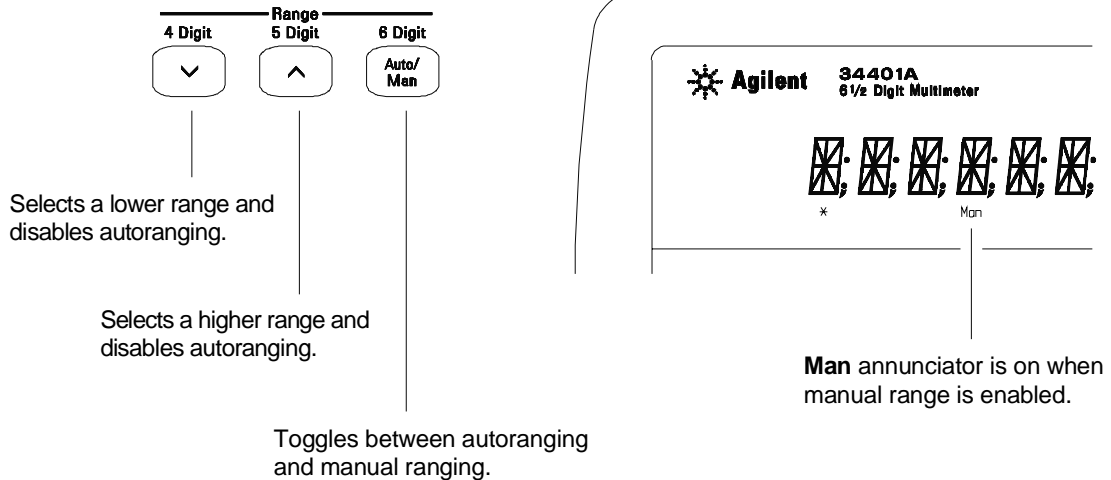 Range
4 Digit 5 Digit 6 Digit
Auto/
Man
Selects a lower range and
disables autoranging.
Selects a higher range and
disables autoranging.
Toggles between autoranging
and manual ranging.
Agilent
34401A
6½ Digit Multimeter
*
Man
Man annunciator is on when
manual range is enabled.